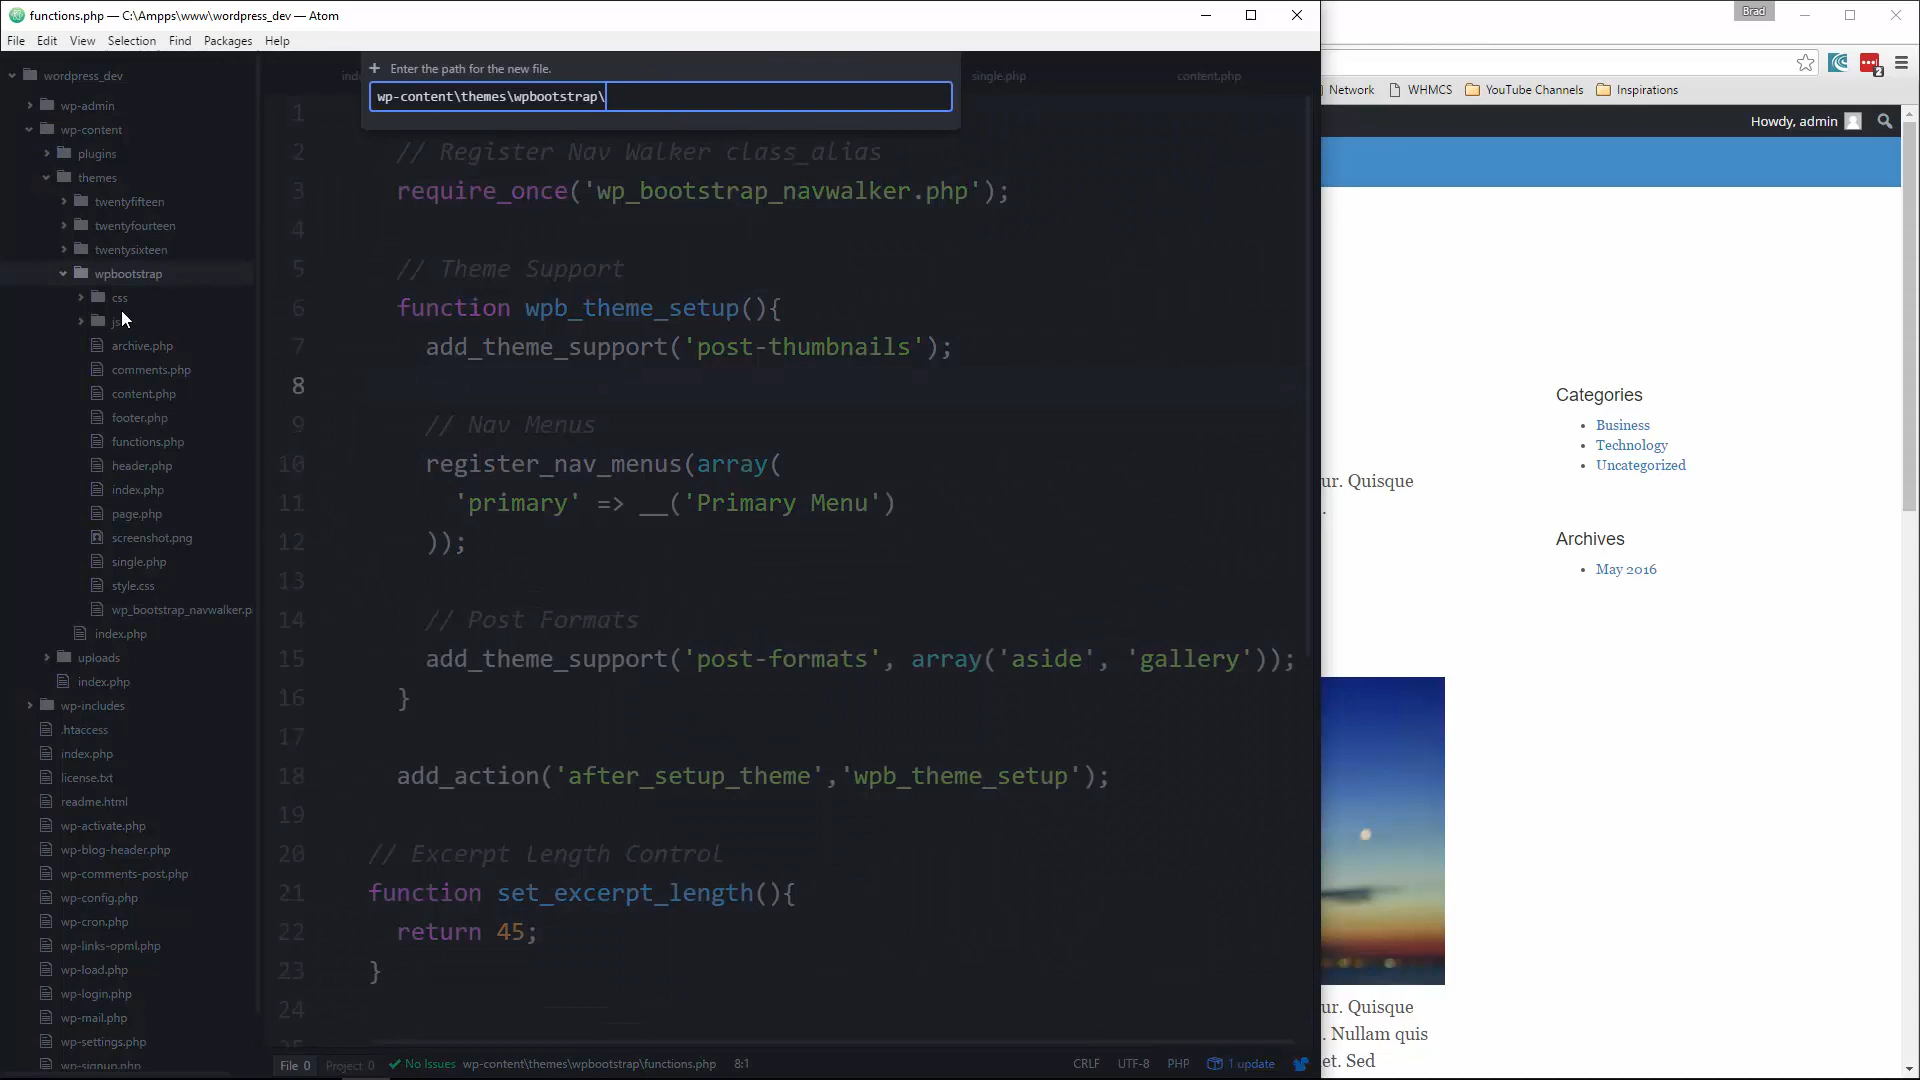 functions.php — C:\Ampps\www\wordpress_dev — Atom
Brad
File Edit View Selection Find Packages Help
Enter the path for the new file.
wp-content\themes\wpbootstrap\
single.php
content.php
wordpress_dev
wp-admin
wp-content
plugins
themes
twentyfifteen
twentyfourteen
twentysixteen
wpbootstrap
css
archive.php
comments.php
content.php
footer.php
functions.php
header.php
index.php
page.php
screenshot.png
single.php
style.css
wp_bootstrap_navwalker.p
index.php
uploads
index.php
wp-includes
.htaccess
index.php
license.txt
readme.html
wp-activate.php
wp-blog-header.php
wp-comments-post.php
wp-config.php
wp-cron.php
wp-links-opml.php
wp-load.php
wp-login.php
wp-mail.php
wp-settings.php
wp-signup.php
1
2 // Register Nav Walker class_alias
3 require_once('wp_bootstrap_navwalker.php');
4
5 // Theme Support
6 function wpb_theme_setup(){
7 add_theme_support('post-thumbnails');
8
9 // Nav Menus
10 register_nav_menus(array(
11 'primary' => __('Primary Menu')
12 ));
13
14 // Post Formats
15 add_theme_support('post-formats', array('aside', 'gallery'));
16 }
17
18 add_action('after_setup_theme','wpb_theme_setup');
19
20 // Excerpt Length Control
21 function set_excerpt_length(){
22 return 45;
23 }
24
File 0 Project 0 No Issues wp-content\themes\wpbootstrap\functions.php 8:1 CRLF UTF-8 PHP 1 update
2
Network WHMCS YouTube Channels Inspirations
Howdy, admin
Categories
• Business
• Technology
• Uncategorized
ur. Quisque
.
Archives
• May 2016
ur. Quisque
. Nullam quis
et. Sed